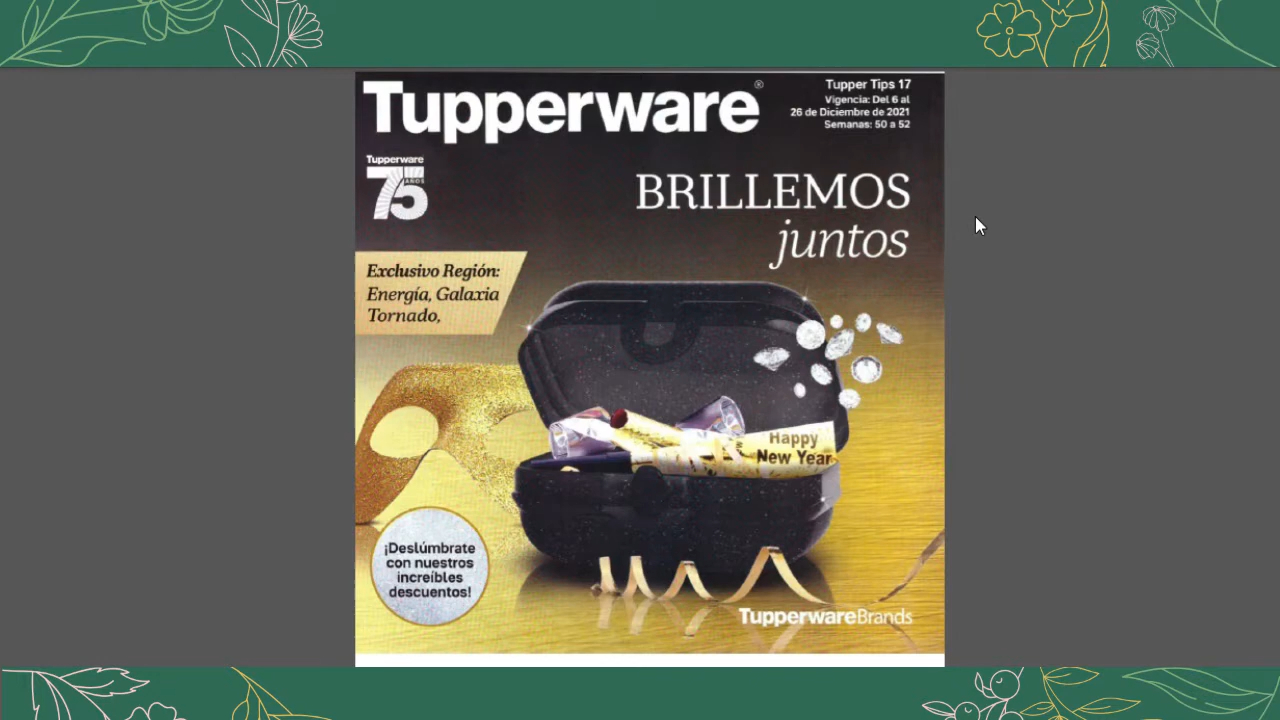 Tupperware®
Tupper Tips 17
Vigencia: Del 6 al
26 de Diciembre de 2021
Semanas: 50 a 52
Tupperware
75
AÑOS
BRILLEMOS
juntos
Exclusivo Región:
Energía, Galaxia
Tornado,
Happy
New Year
¡Deslúmbrate
con nuestros
increíbles
descuentos!
TupperwareBrands